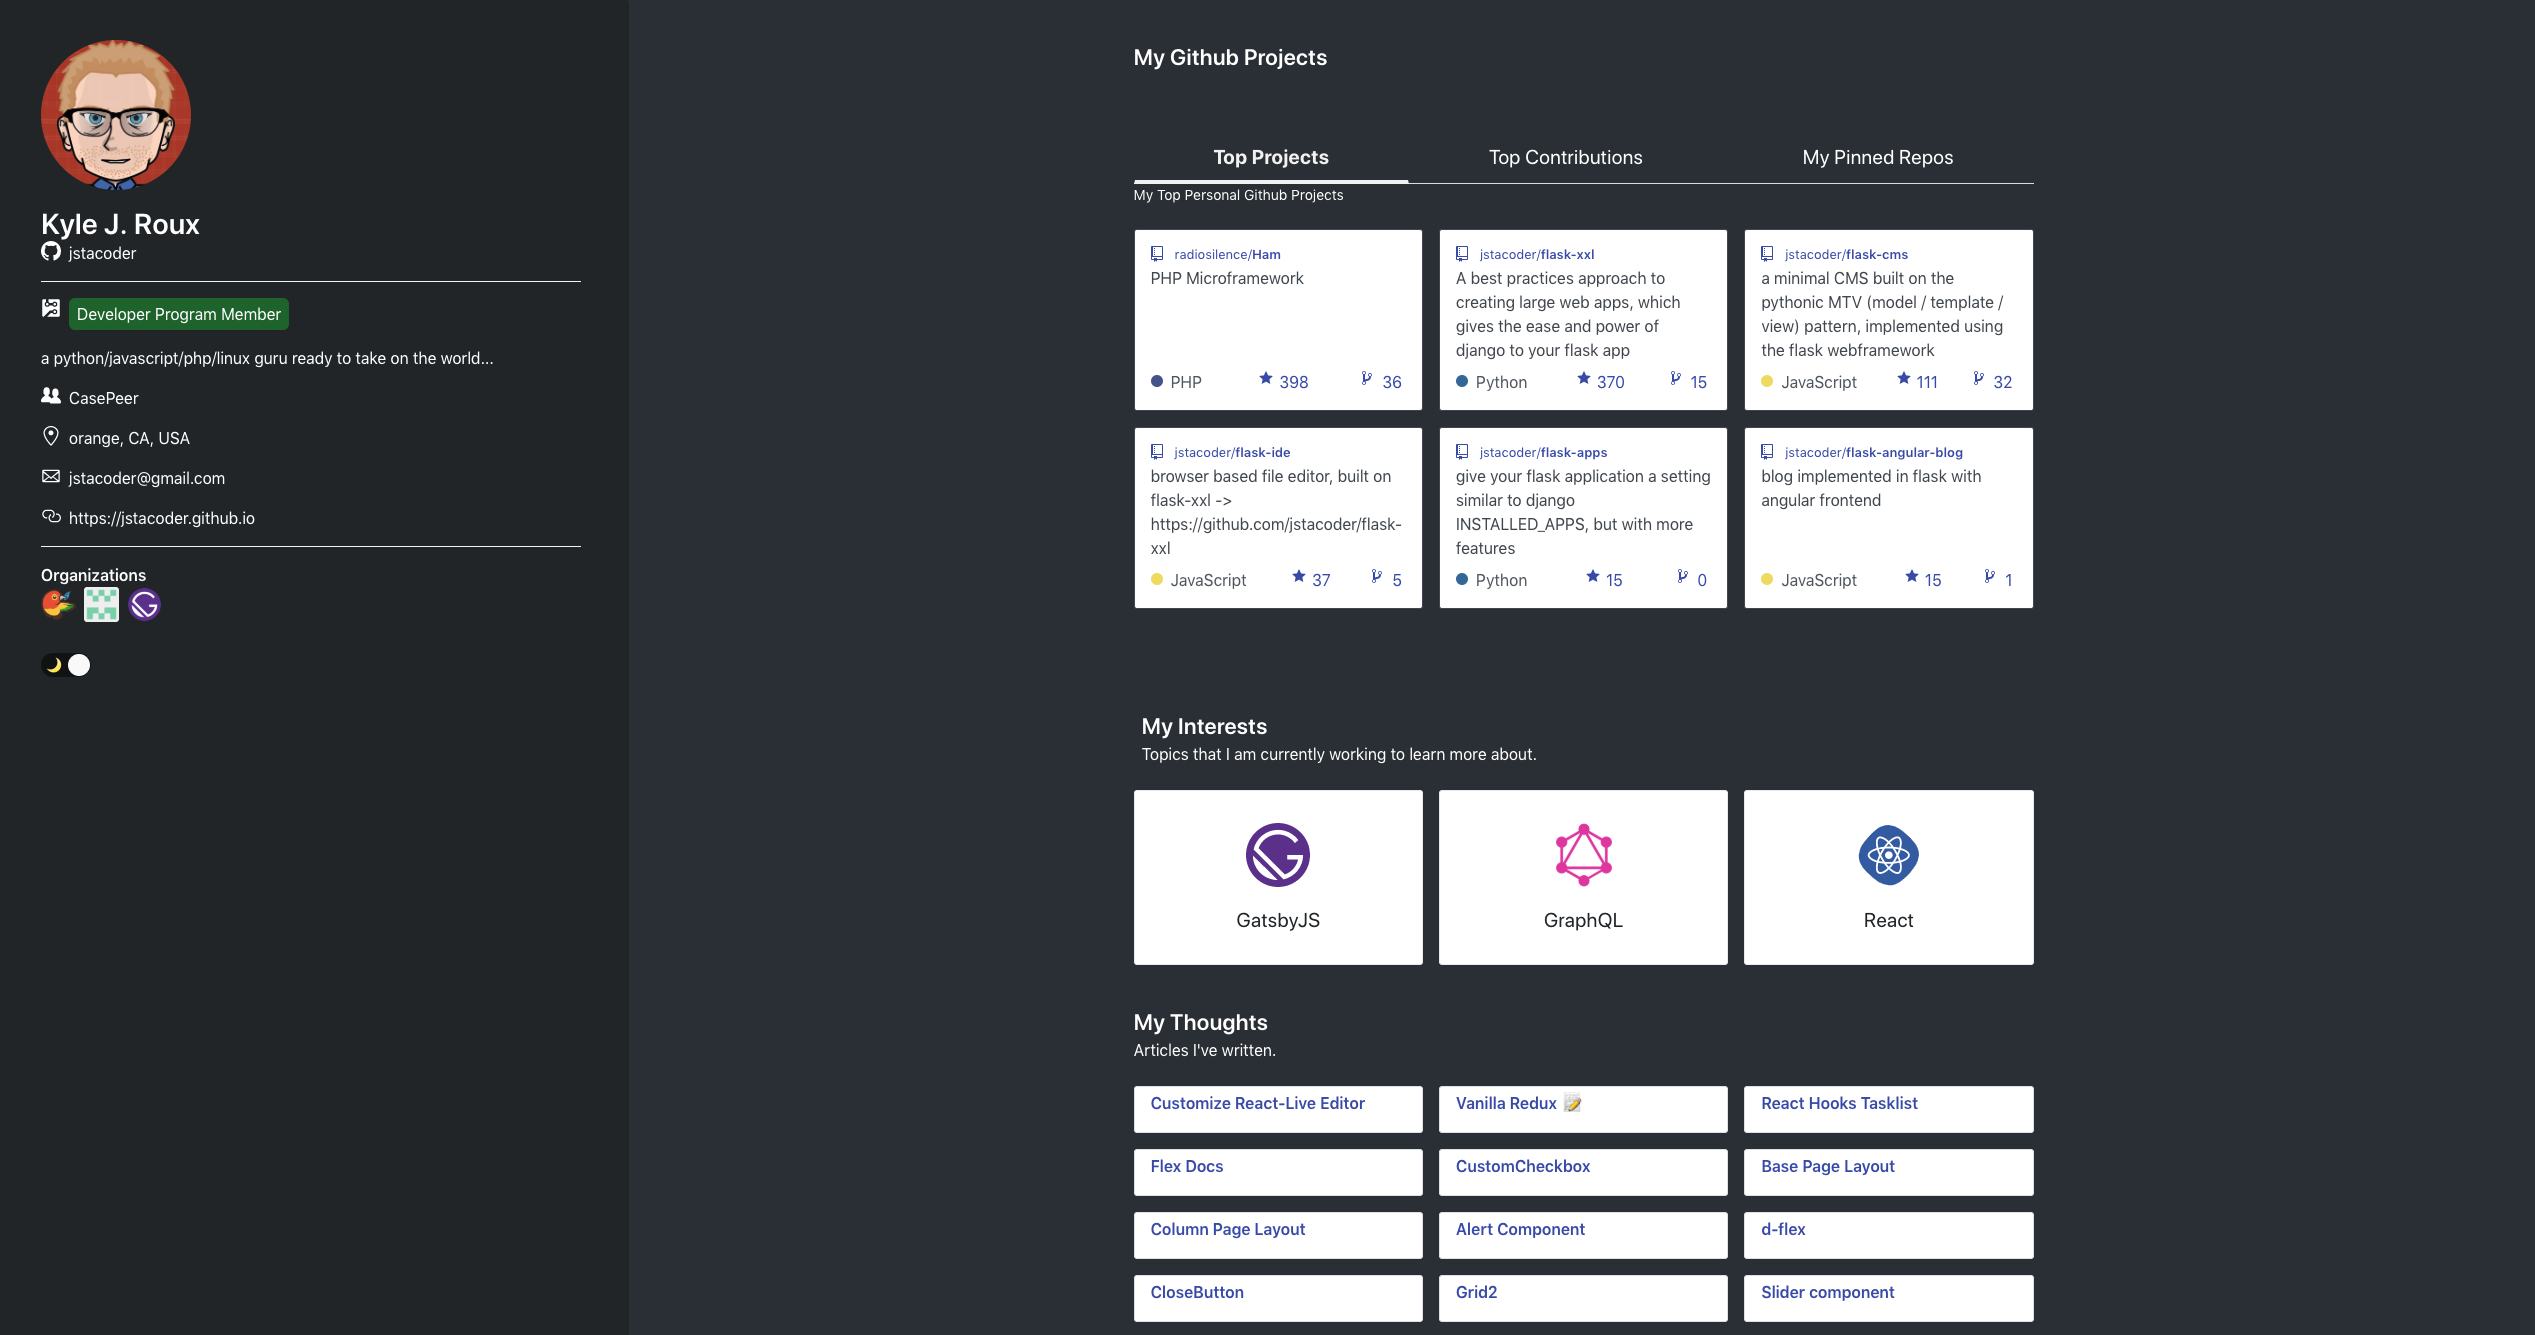 Kyle J. Roux
jstacoder
Developer Program Member
a python/javascript/php/linux guru ready to take on the world...
CasePeer
orange, CA, USA
jstacoder@gmail.com
https://jstacoder.github.io
Organizations
My Github Projects
Top Projects
Top Contributions
My Pinned Repos
My Top Personal Github Projects
radiosilence/Ham
PHP Microframework
PHP 398 36
jstacoder/flask-xxl
A best practices approach to
creating large web apps, which
gives the ease and power of
django to your flask app
Python 370 15
jstacoder/flask-cms
a minimal CMS built on the
pythonic MTV (model / template /
view) pattern, implemented using
the flask webframework
JavaScript 111 32
jstacoder/flask-ide
browser based file editor, built on
flask-xxl ->
https://github.com/jstacoder/flask-
xxl
JavaScript 37 5
jstacoder/flask-apps
give your flask application a setting
similar to django
INSTALLED_APPS, but with more
features
Python 15 0
jstacoder/flask-angular-blog
blog implemented in flask with
angular frontend
JavaScript 15 1
My Interests
Topics that I am currently working to learn more about.
GatsbyJS
GraphQL
React
My Thoughts
Articles I've written.
Customize React-Live Editor
Vanilla Redux 📝
React Hooks Tasklist
Flex Docs
CustomCheckbox
Base Page Layout
Column Page Layout
Alert Component
d-flex
CloseButton
Grid2
Slider component